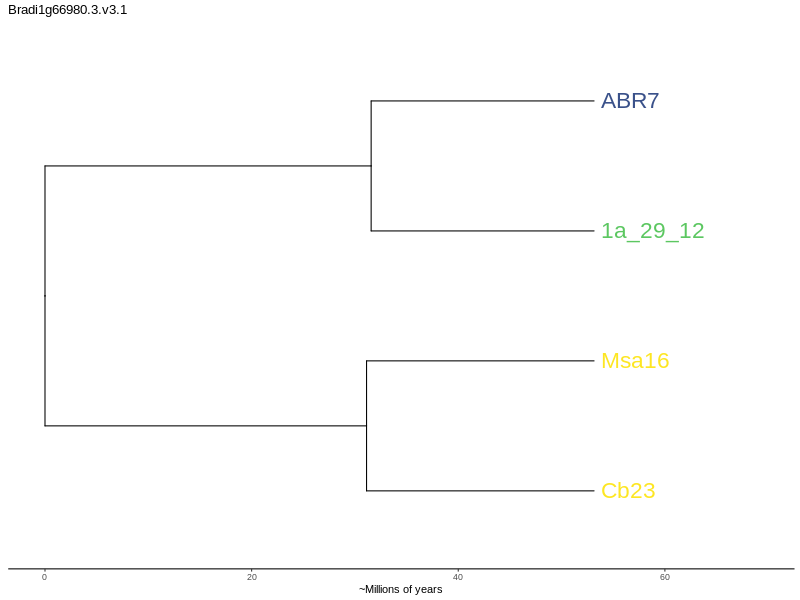 Bradi1g66980.3.v3.1
ABR7
1a_29_12
Msa16
Cb23
0 20 40 60
~Millions of years